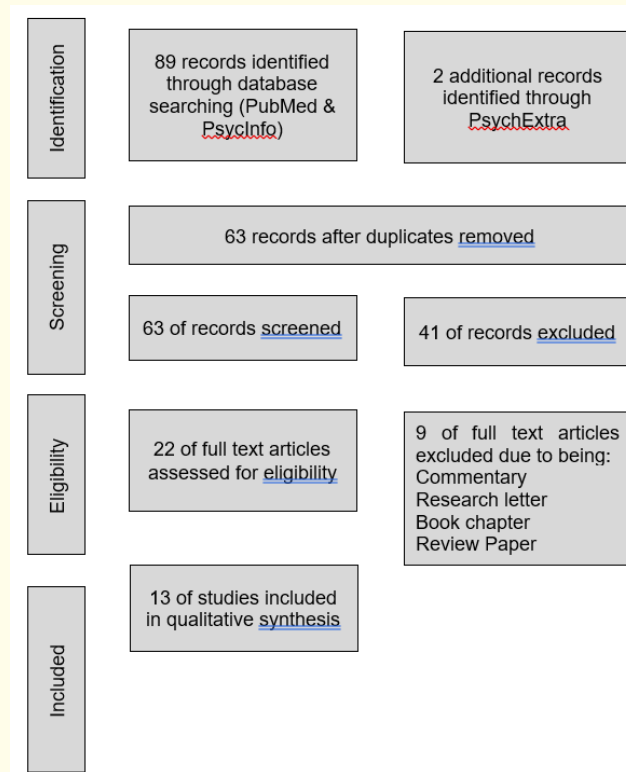 Identification
89 records identified
through database
searching (PubMed &
PsycInfo)
2 additional records
identified through
PsychExtra
Screening
63 records after duplicates removed
63 of records screened
41 of records excluded
Eligibility
22 of full text articles
assessed for eligibility
9 of full text articles
excluded due to being:
Commentary
Research letter
Book chapter
Review Paper
Included
13 of studies included
in qualitative synthesis